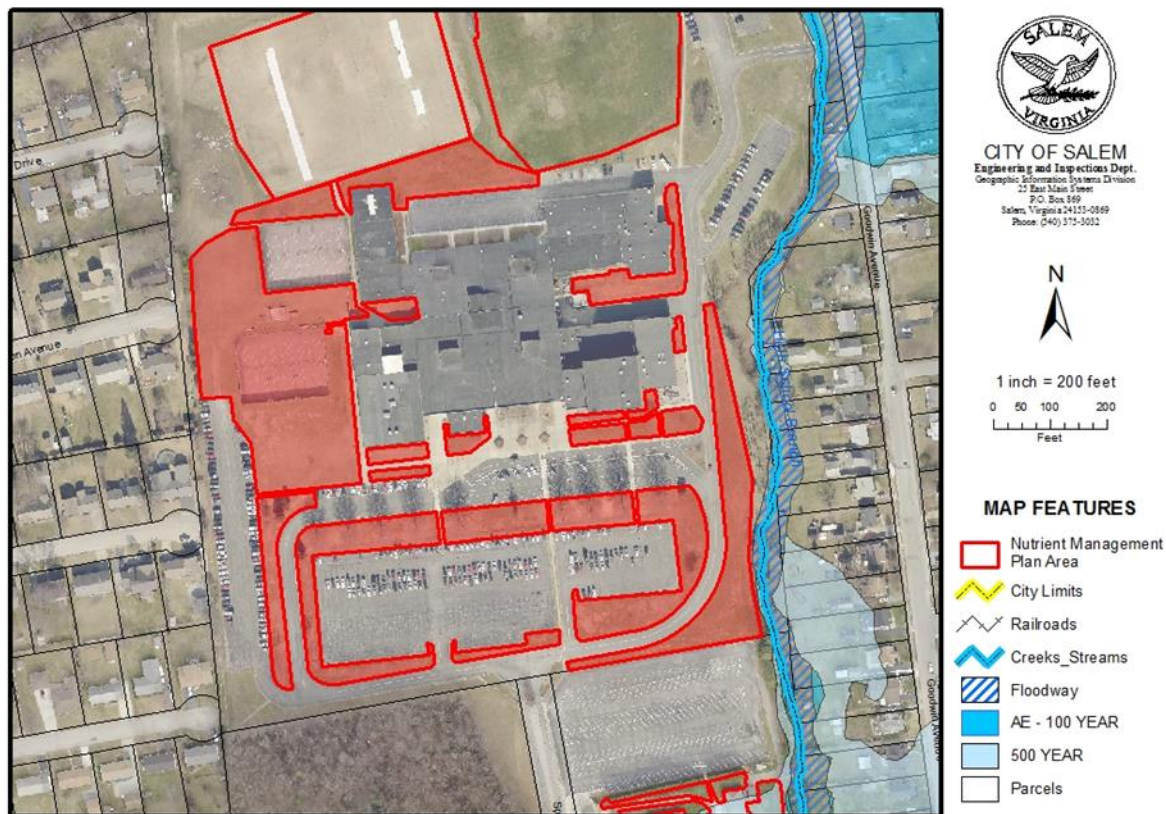 Drive
on Avenue
Goodwin Avenue
Goodwin Avenue
SALEM
VIRGINIA
CITY OF SALEM
Engineering and Inspections Dept.
Geographic Information Systems Division
25 East Main Street
P.O. Box 869
Salem, Virginia 24153-0869
Phone: (540) 375-3032
N
1 inch = 200 feet
0 50 100 200
Feet
MAP FEATURES
Nutrient Management
Plan Area
City Limits
Railroads
Creeks_Streams
Floodway
AE - 100 YEAR
500 YEAR
Parcels